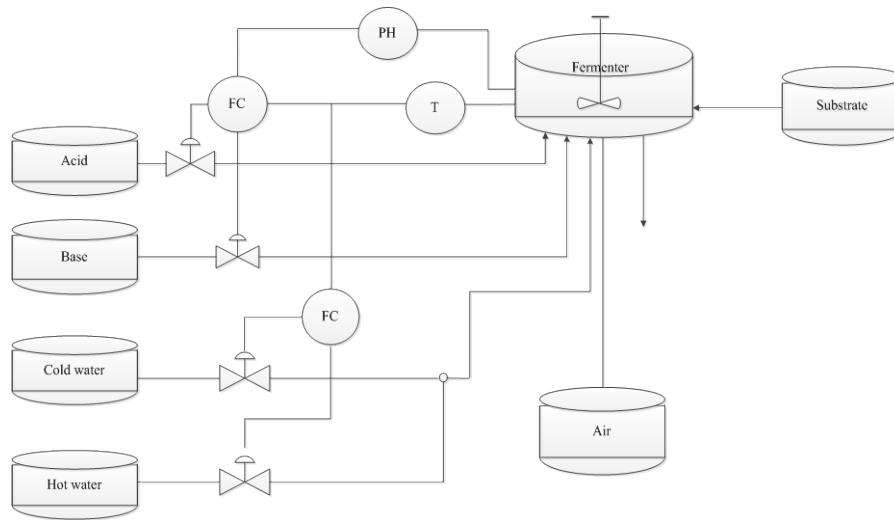 PH
Fermenter
FC
T
Substrate
Acid
Base
FC
Cold water
Air
Hot water